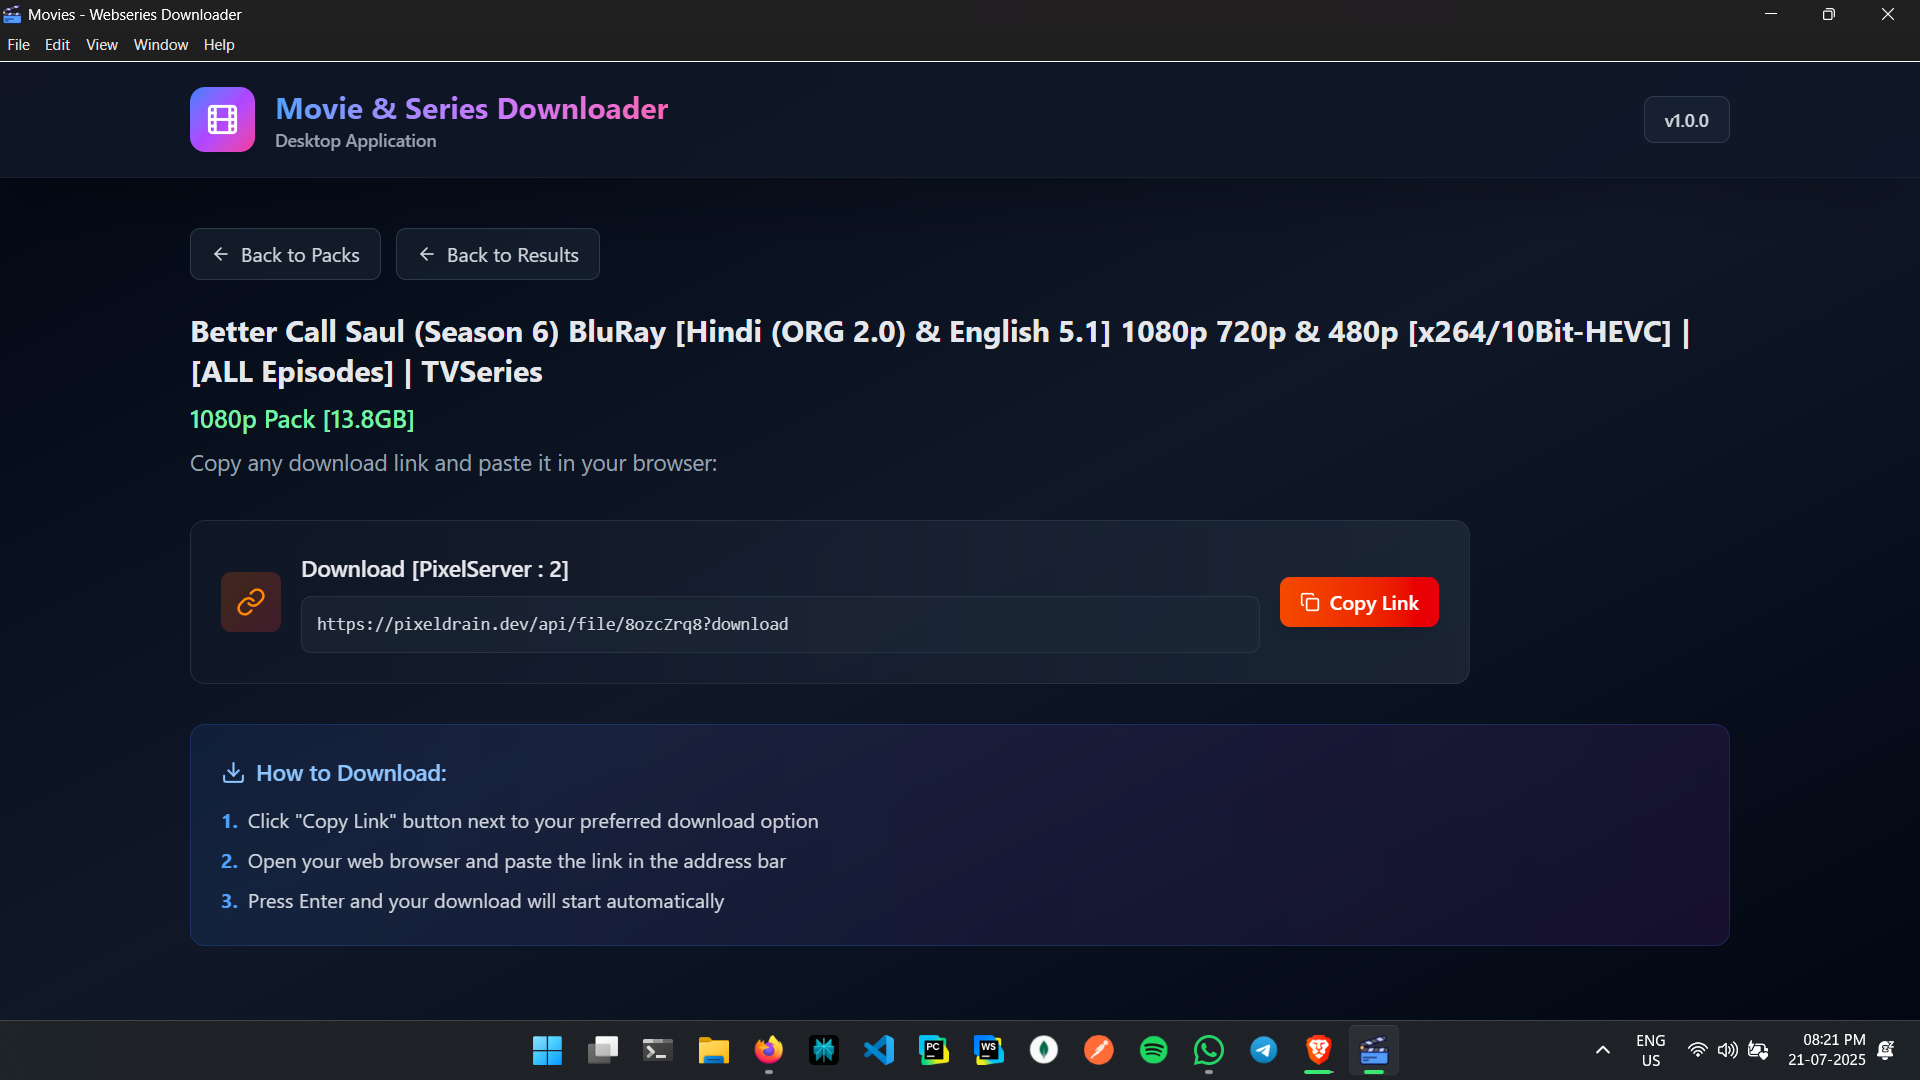 Movies - Webseries Downloader
File Edit View Window Help
Movie & Series Downloader
Desktop Application
v1.0.0
Back to Packs
Back to Results
Better Call Saul (Season 6) BluRay [Hindi (ORG 2.0) & English 5.1] 1080p 720p & 480p [x264/10Bit-HEVC] |
[ALL Episodes] | TVSeries
1080p Pack [13.8GB]
Copy any download link and paste it in your browser:
Download [PixelServer : 2]
https://pixeldrain.dev/api/file/8ozcZrq8?download
Copy Link
How to Download:
1. Click "Copy Link" button next to your preferred download option
2. Open your web browser and paste the link in the address bar
3. Press Enter and your download will start automatically
PC
WS
ENG
US
08:21 PM
21-07-2025